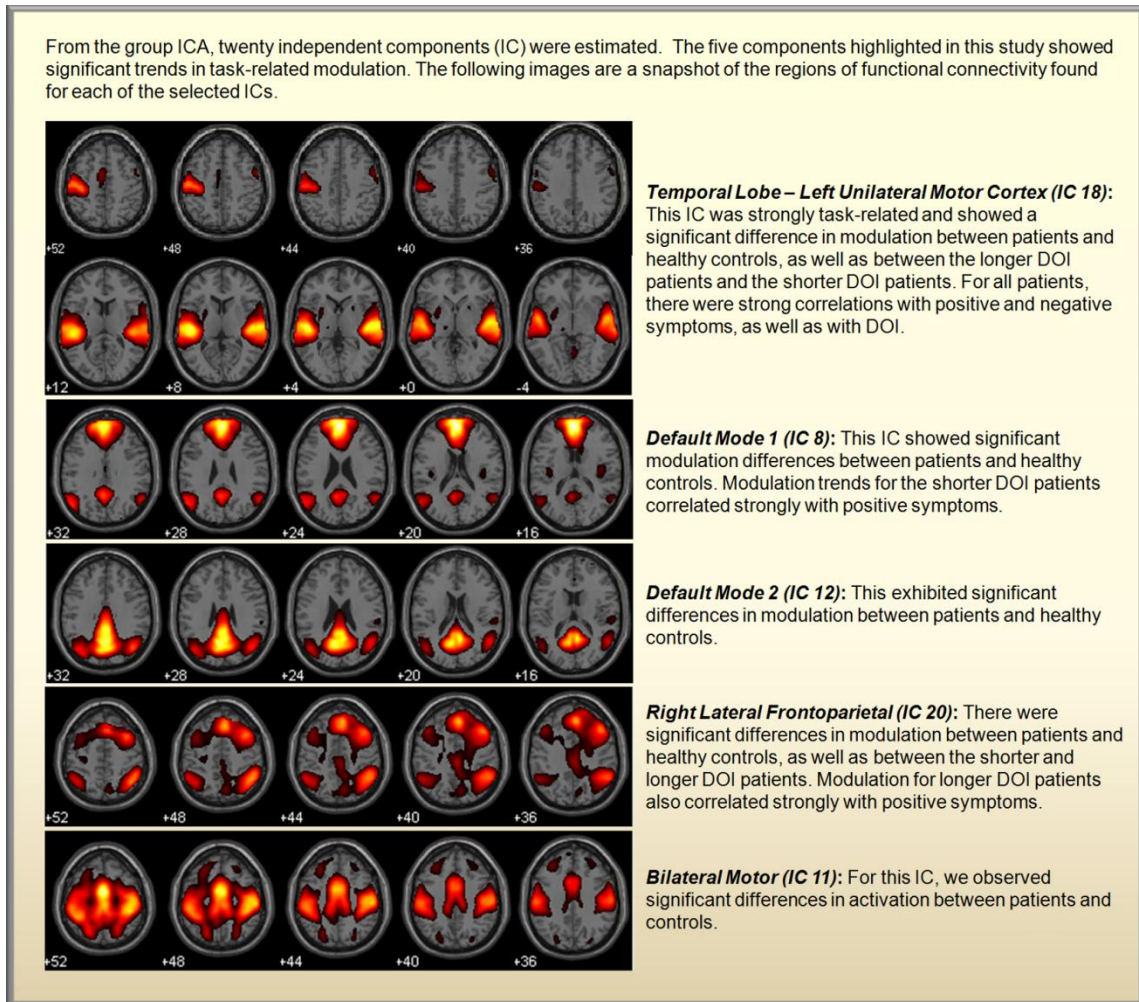 From the group ICA, twenty independent components (IC) were estimated.  The five components highlighted in this study showed
significant trends in task-related modulation. The following images are a snapshot of the regions of functional connectivity found
for each of the selected ICs.
+52 +48 +44 +40 +36
+12 +8 +4 +0 -4
Temporal Lobe – Left Unilateral Motor Cortex (IC 18):
This IC was strongly task-related and showed a
significant difference in modulation between patients and
healthy controls, as well as between the longer DOI
patients and the shorter DOI patients. For all patients,
there were strong correlations with positive and negative
symptoms, as well as with DOI.
+32 +28 +24 +20 +16
Default Mode 1 (IC 8): This IC showed significant
modulation differences between patients and healthy
controls. Modulation trends for the shorter DOI patients
correlated strongly with positive symptoms.
+32 +28 +24 +20 +16
Default Mode 2 (IC 12): This exhibited significant
differences in modulation between patients and healthy
controls.
+52 +48 +44 +40 +36
Right Lateral Frontoparietal (IC 20): There were
significant differences in modulation between patients and
healthy controls, as well as between the shorter and
longer DOI patients. Modulation for longer DOI patients
also correlated strongly with positive symptoms.
+52 +48 +44 +40 +36
Bilateral Motor (IC 11): For this IC, we observed
significant differences in activation between patients and
controls.